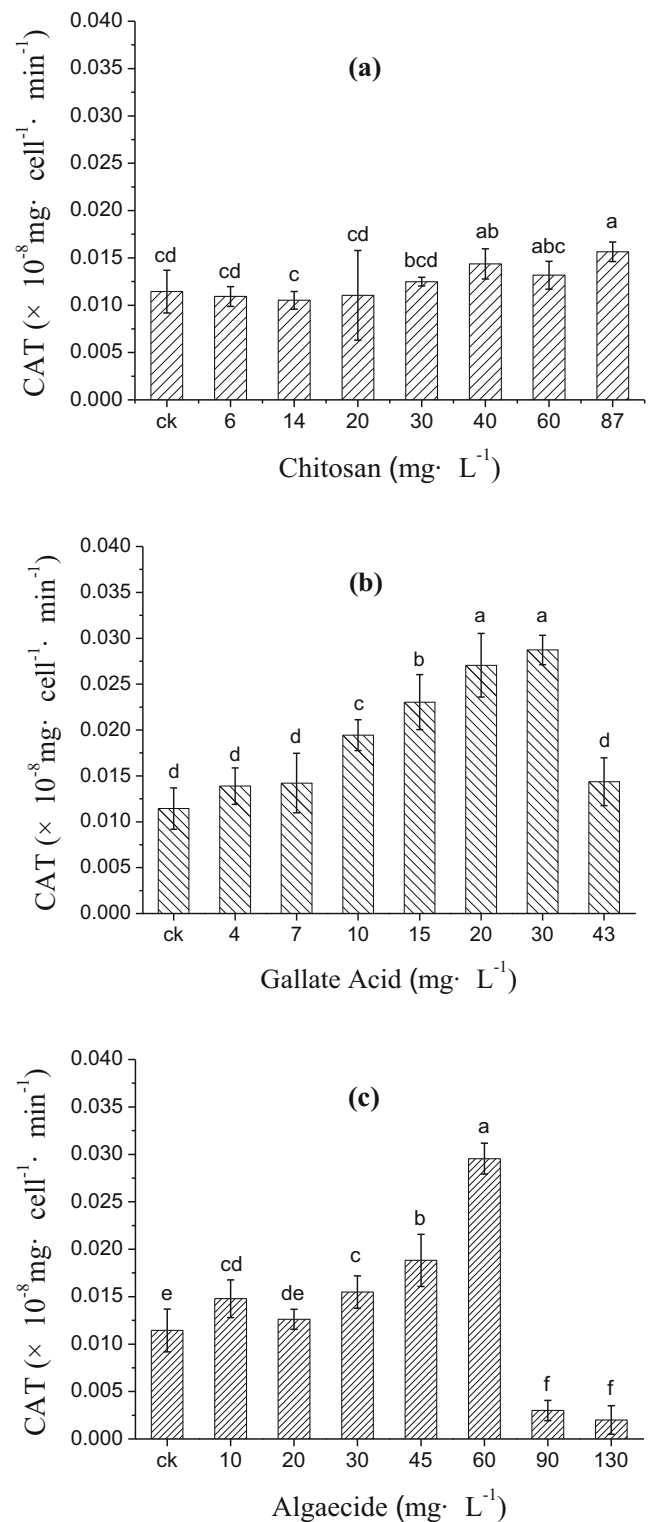 (a)
CAT (× 10⁻⁸mg· cell⁻¹· min⁻¹)
0.040
0.035
0.030
0.025
0.020
0.015
0.010
0.005
0.000
cd cd c cd bcd ab abc a
ck 6 14 20 30 40 60 87
Chitosan (mg· L⁻¹)
(b)
CAT (× 10⁻⁸mg· cell⁻¹· min⁻¹)
0.040
0.035
0.030
0.025
0.020
0.015
0.010
0.005
0.000
d d d c b a a d
ck 4 7 10 15 20 30 43
Gallate Acid (mg· L⁻¹)
(c)
CAT (× 10⁻⁸mg· cell⁻¹· min⁻¹)
0.040
0.035
0.030
0.025
0.020
0.015
0.010
0.005
0.000
e cd de c b a f f
ck 10 20 30 45 60 90 130
Algaecide (mg· L⁻¹)